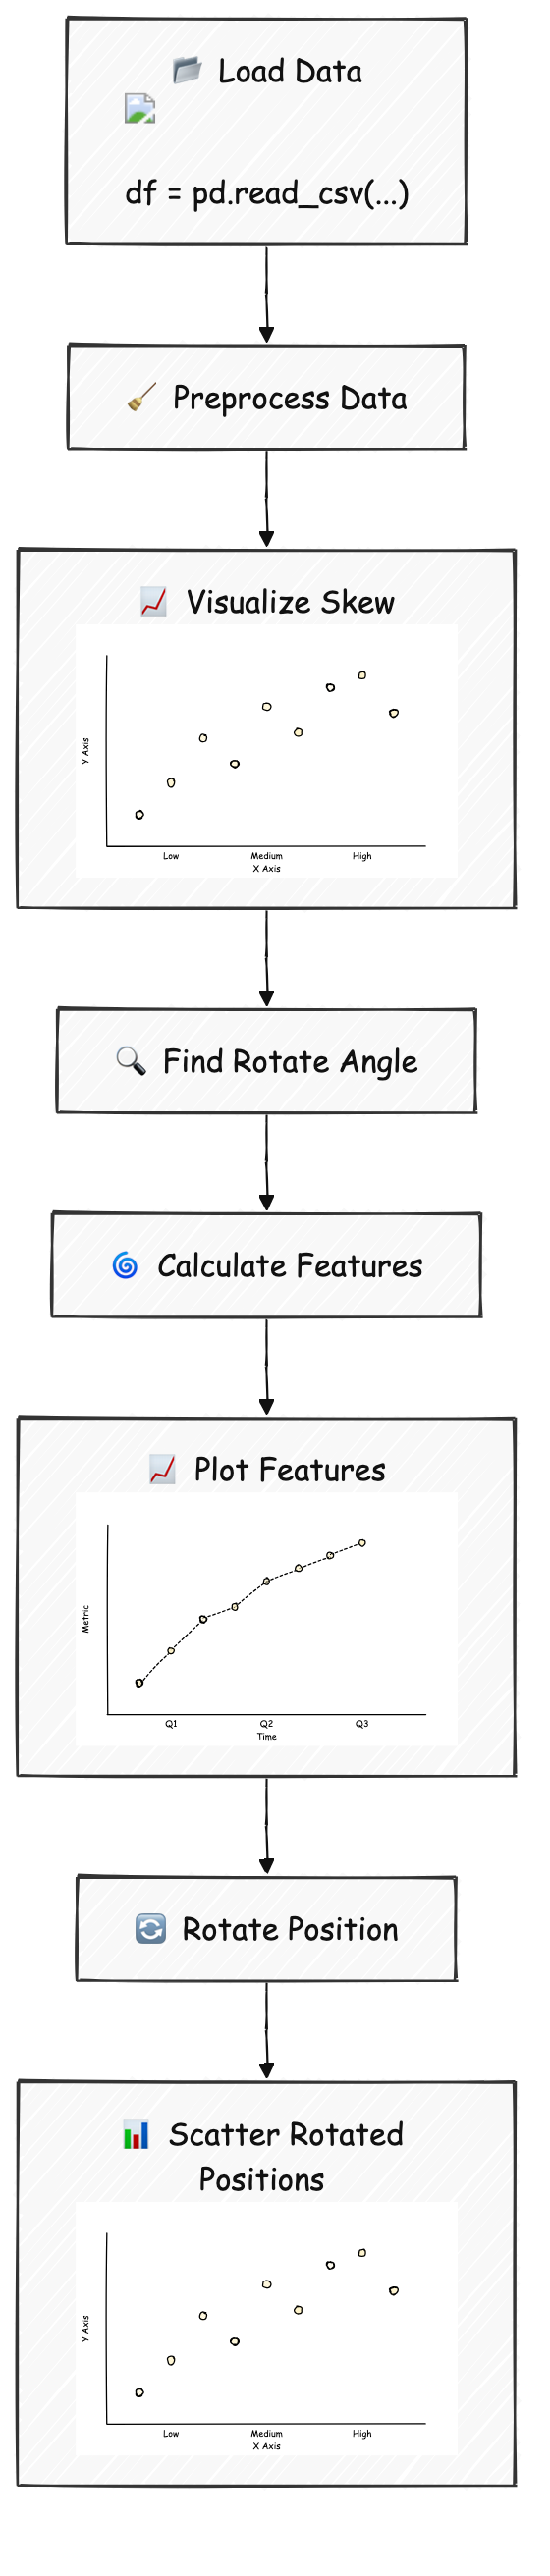 📂 Load Data
df = pd.read_csv(...)
🧹 Preprocess Data
📈 Visualize Skew
Y Axis
Low Medium High
X Axis
🔍 Find Rotate Angle
🌀 Calculate Features
📈 Plot Features
Metric
Q1 Q2 Q3
Time
🔄 Rotate Position
📊 Scatter Rotated
Positions
Y Axis
Low Medium High
X Axis